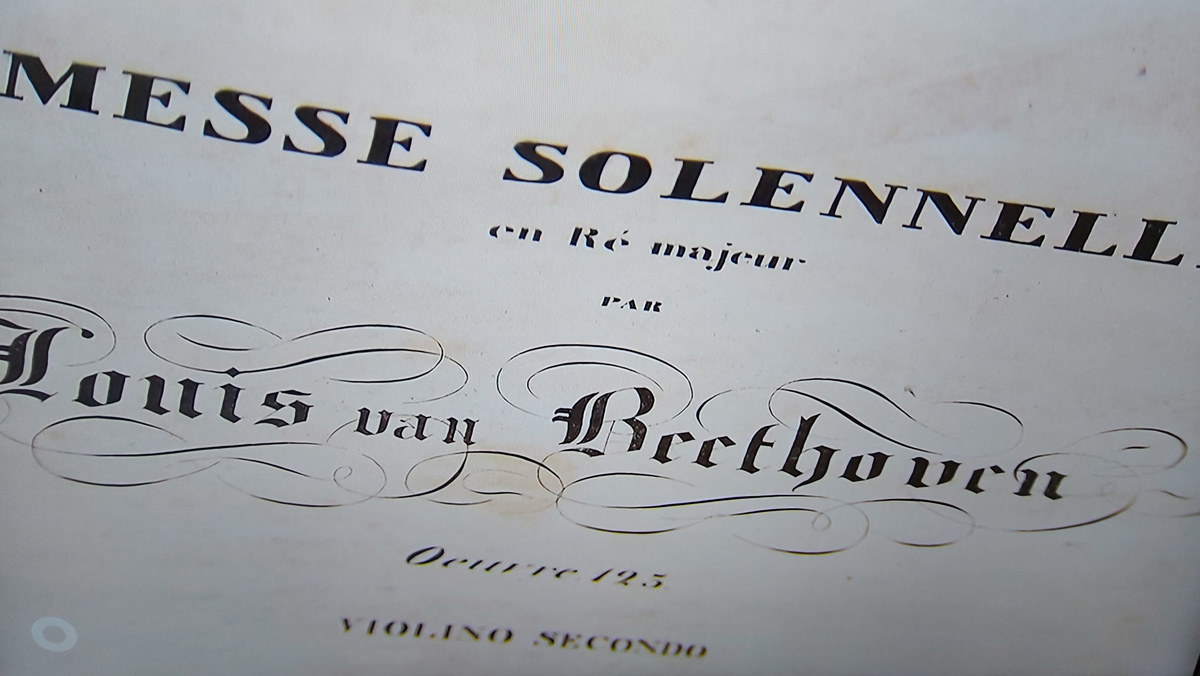 MESSE SOLENNELL
en Ré majeur
PAR
Louis van Beethoven
Oeuvre 125
VIOLINO SECONDO